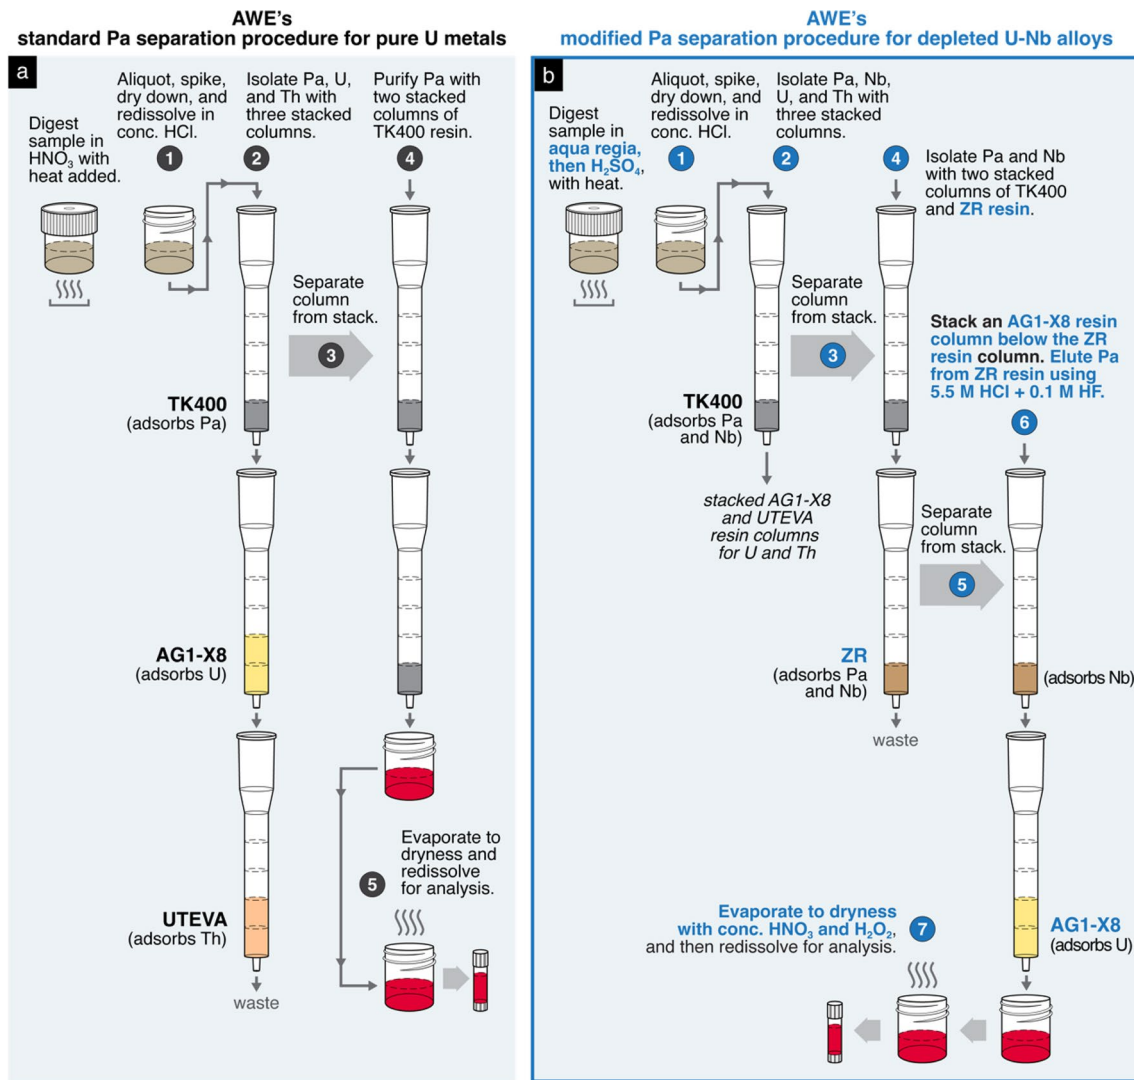 AWE's
standard Pa separation procedure for pure U metals
a
Digest
sample in
HNO₃ with
heat added.
Aliquot, spike,
dry down, and
redissolve in
conc. HCl.
1
Isolate Pa, U,
and Th with
three stacked
columns.
2
Purify Pa with
two stacked
columns of
TK400 resin.
4
Separate
column
from stack.
3
TK400
(adsorbs Pa)
AG1-X8
(adsorbs U)
UTEVA
(adsorbs Th)
waste
Evaporate to
dryness and
redissolve
for analysis.
5
AWE's
modified Pa separation procedure for depleted U-Nb alloys
b
Digest
sample in
aqua regia,
then H₂SO₄,
with heat.
Aliquot, spike,
dry down, and
redissolve in
conc. HCl.
1
Isolate Pa, Nb,
U, and Th with
three stacked
columns.
2
4
Isolate Pa and Nb
with two stacked
columns of TK400
and ZR resin.
Separate
column
from stack.
3
TK400
(adsorbs Pa
and Nb)
stacked AG1-X8
and UTEVA
resin columns
for U and Th
Stack an AG1-X8 resin
column below the ZR
resin column. Elute Pa
from ZR resin using
5.5 M HCl + 0.1 M HF.
6
Separate
column
from stack.
5
ZR
(adsorbs Pa
and Nb)
waste
(adsorbs Nb)
AG1-X8
(adsorbs U)
Evaporate to dryness
with conc. HNO₃ and H₂O₂,
and then redissolve for analysis.
7